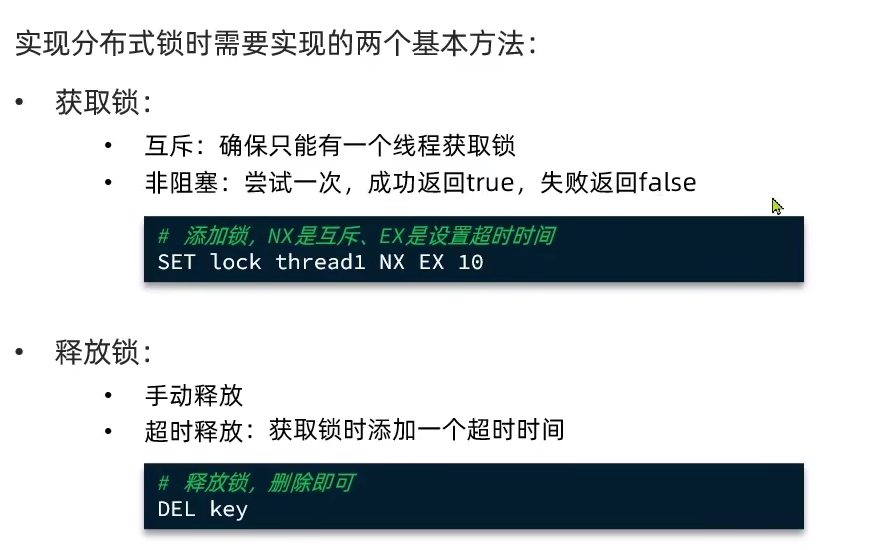 实现分布式锁时需要实现的两个基本方法：
• 获取锁：
• 互斥：确保只能有一个线程获取锁
• 非阻塞：尝试一次，成功返回true，失败返回false
# 添加锁，NX是互斥、EX是设置超时时间
SET lock thread1 NX EX 10
• 释放锁：
• 手动释放
• 超时释放：获取锁时添加一个超时时间
# 释放锁，删除即可
DEL key